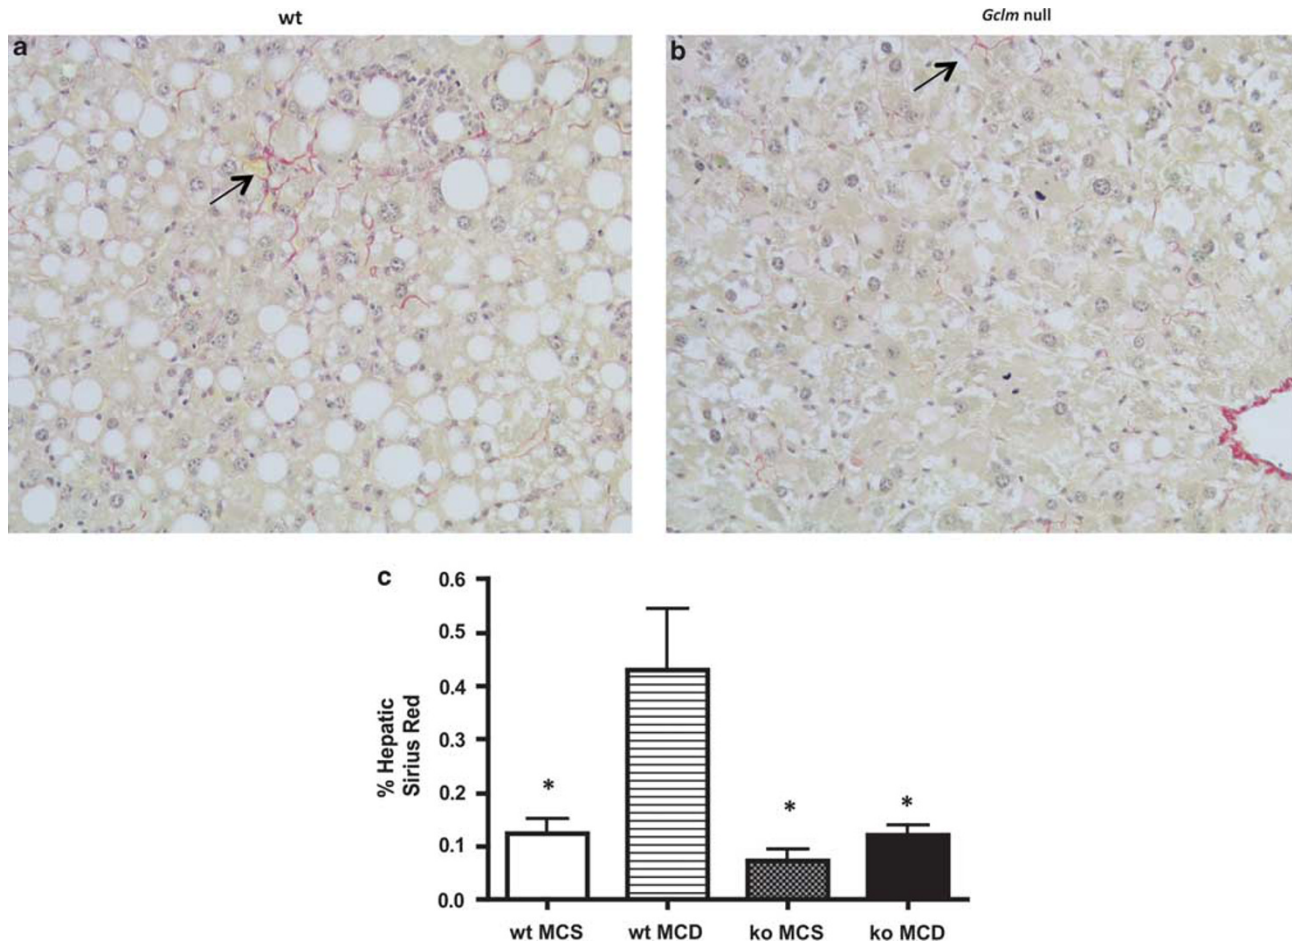 wt
Gclm null
a
b
c
% Hepatic
Sirius Red
0.6
0.5
0.4
0.3
0.2
0.1
0.0
*
*
*
wt MCS
wt MCD
ko MCS
ko MCD